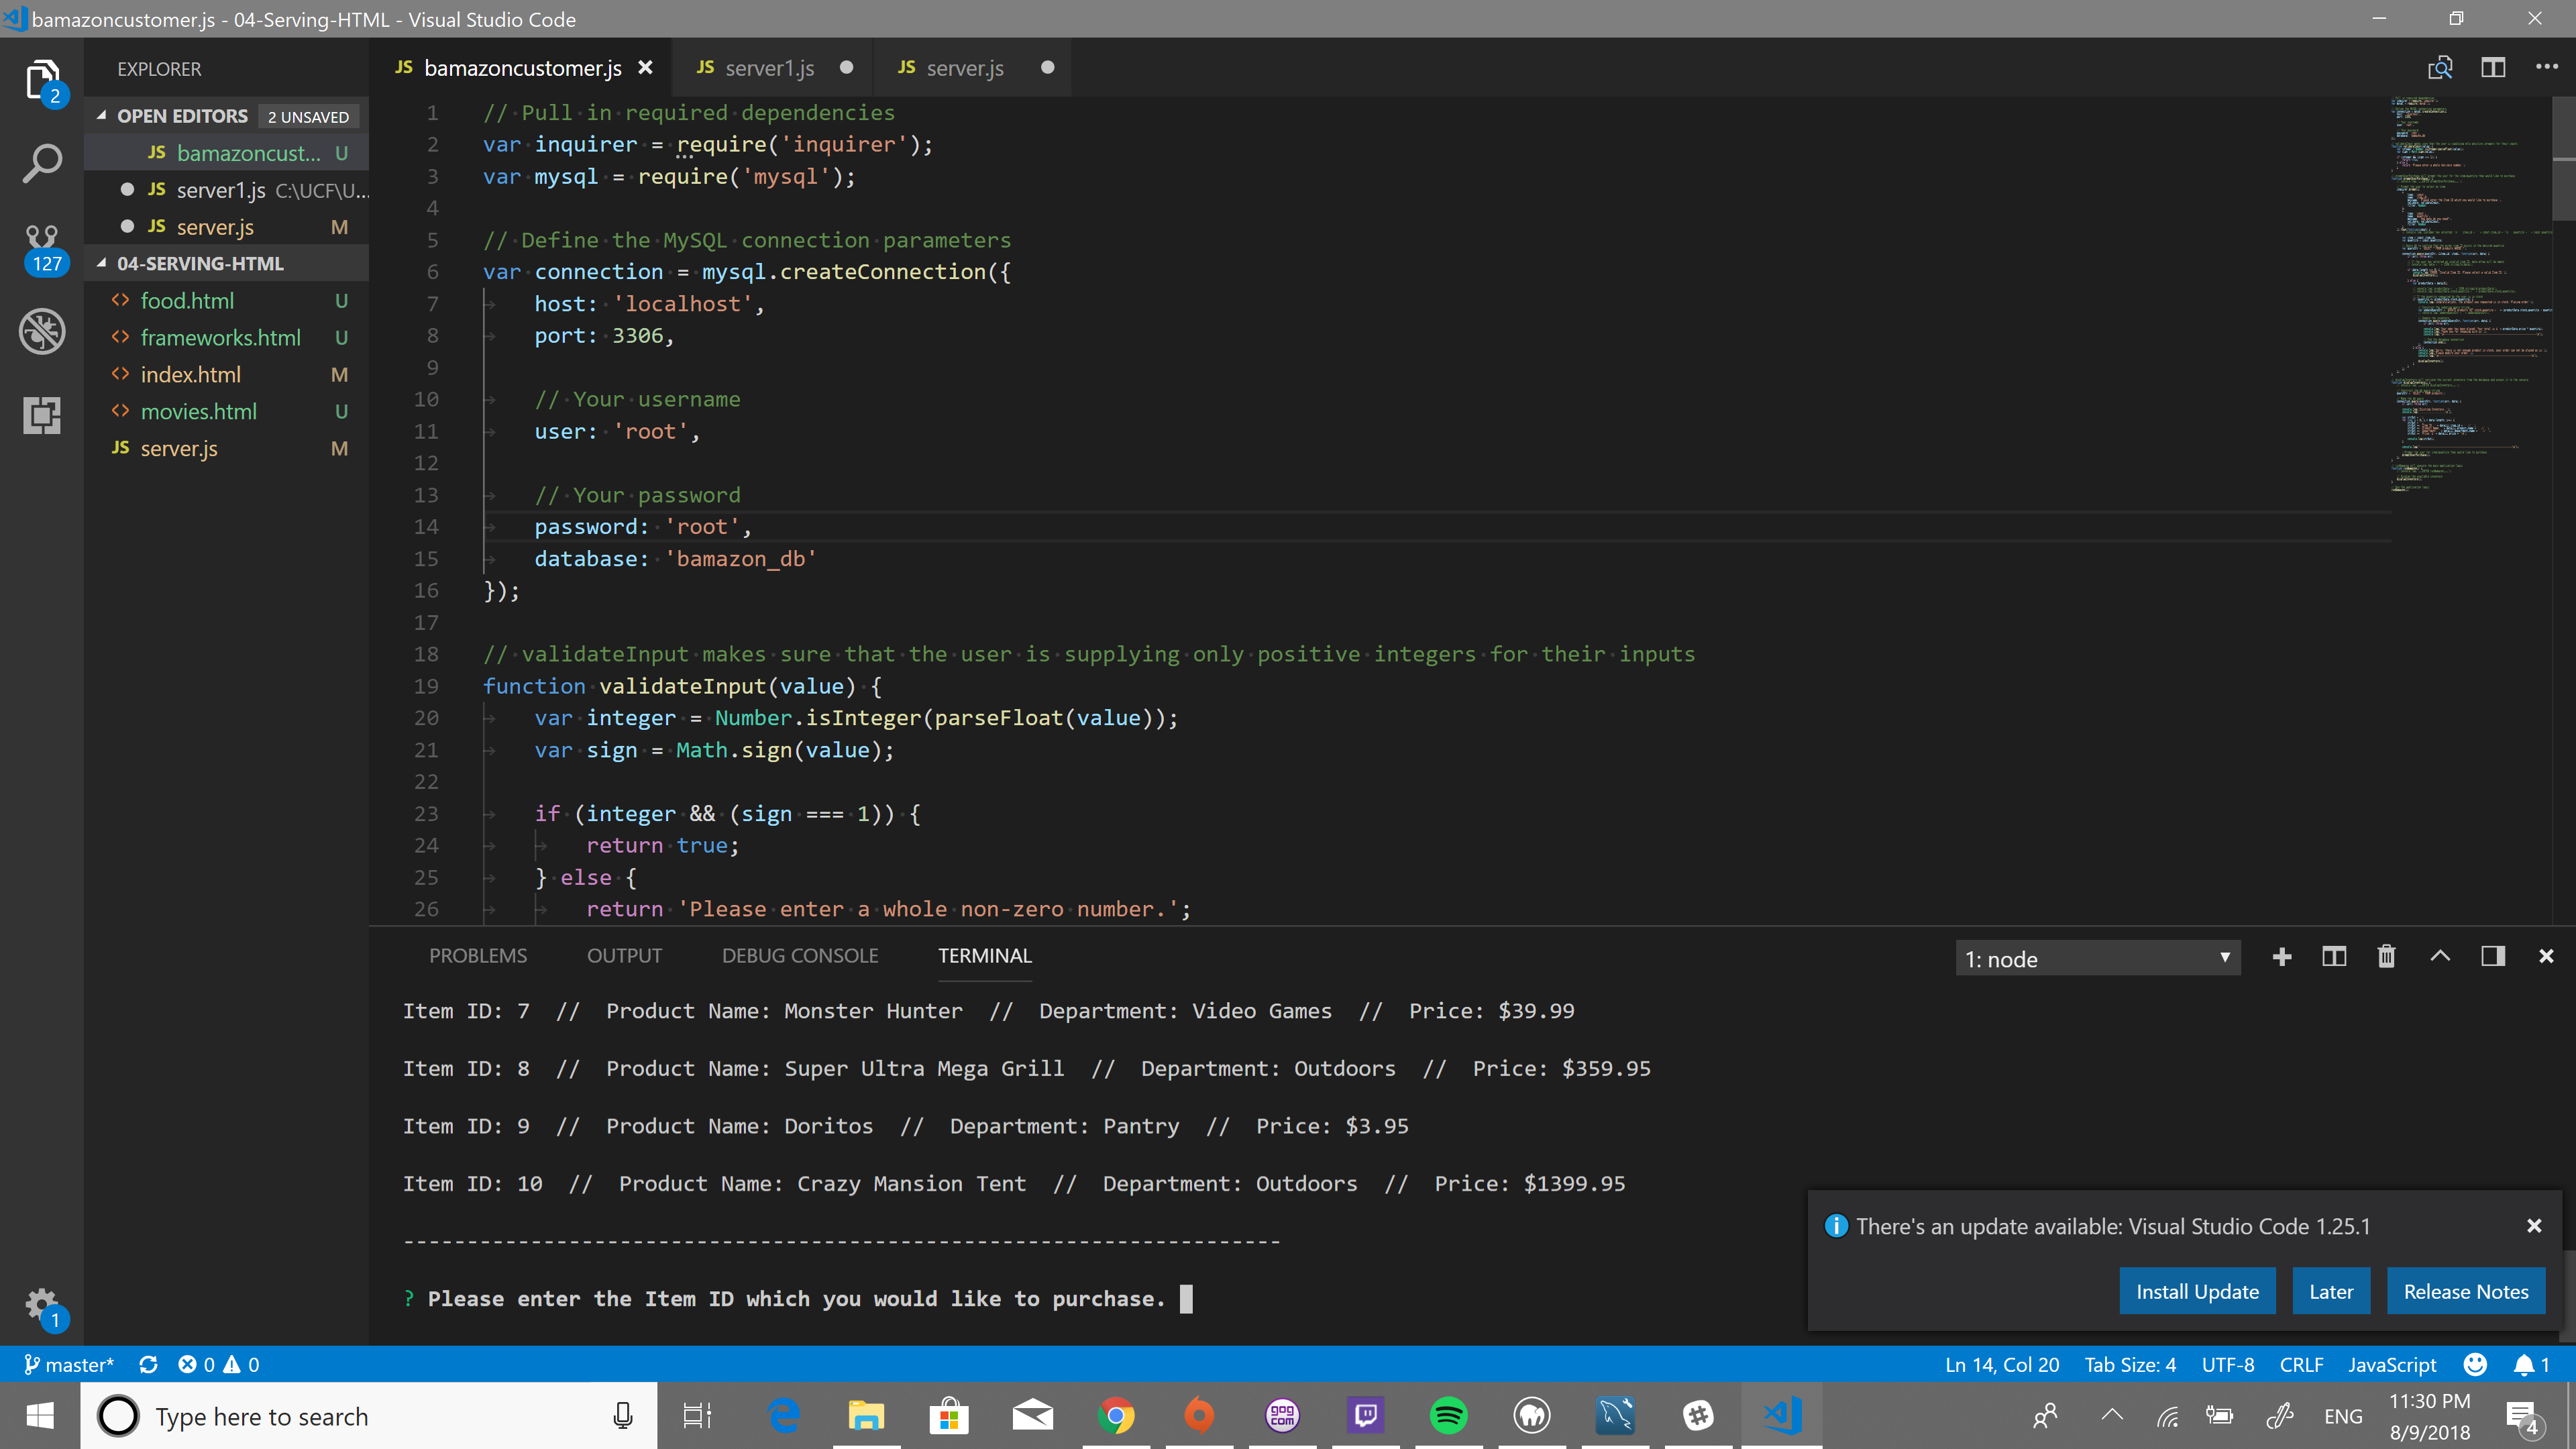 bamazoncustomer.js - 04-Serving-HTML - Visual Studio Code
EXPLORER
OPEN EDITORS 2 UNSAVED
JS bamazoncust... U
JS server1.js C:\UCF\U...
JS server.js M
04-SERVING-HTML
<> food.html U
<> frameworks.html U
<> index.html M
<> movies.html U
JS server.js M
2
127
1
JS bamazoncustomer.js JS server1.js JS server.js
1 // Pull in required dependencies
2 var inquirer = require('inquirer');
3 var mysql = require('mysql');
4
5 // Define the MySQL connection parameters
6 var connection = mysql.createConnection({
7 host: 'localhost',
8 port: 3306,
9
10 // Your username
11 user: 'root',
12
13 // Your password
14 password: 'root',
15 database: 'bamazon_db'
16 });
17
18 // validateInput makes sure that the user is supplying only positive integers for their inputs
19 function validateInput(value) {
20 var integer = Number.isInteger(parseFloat(value));
21 var sign = Math.sign(value);
22
23 if (integer && (sign === 1)) {
24 return true;
25 } else {
26 return 'Please enter a whole non-zero number.';
PROBLEMS OUTPUT DEBUG CONSOLE TERMINAL 1: node
Item ID: 7 // Product Name: Monster Hunter // Department: Video Games // Price: $39.99
Item ID: 8 // Product Name: Super Ultra Mega Grill // Department: Outdoors // Price: $359.95
Item ID: 9 // Product Name: Doritos // Department: Pantry // Price: $3.95
Item ID: 10 // Product Name: Crazy Mansion Tent // Department: Outdoors // Price: $1399.95
---------------------------------------------------------------------
? Please enter the Item ID which you would like to purchase.
There's an update available: Visual Studio Code 1.25.1
Install Update Later Release Notes
master* 0 0 Ln 14, Col 20 Tab Size: 4 UTF-8 CRLF JavaScript 1
Type here to search
GOG COM
ENG
11:30 PM
8/9/2018
4